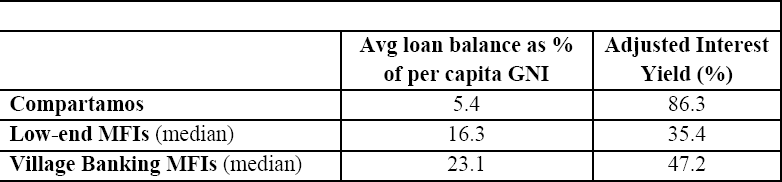 Avg loan balance as % of per capita GNI | Adjusted Interest Yield (%)
Compartamos | 5.4 | 86.3
Low-end MFIs (median) | 16.3 | 35.4
Village Banking MFIs (median) | 23.1 | 47.2